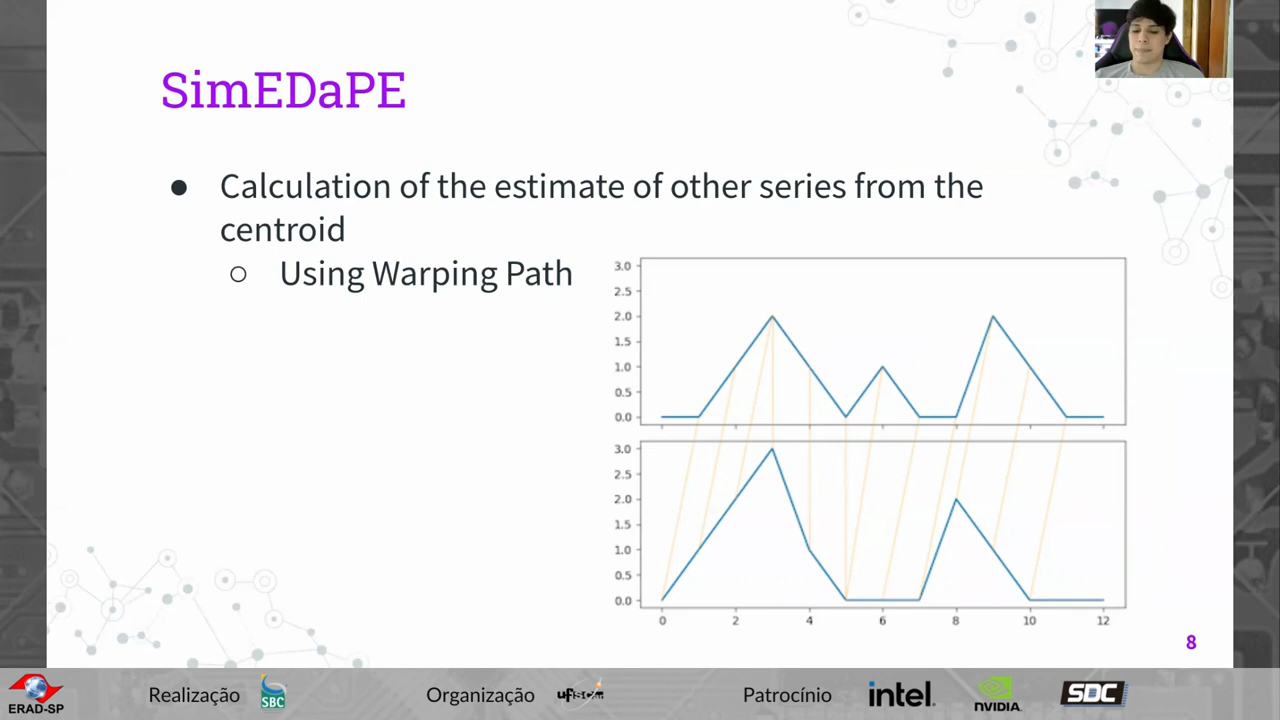 SimEDaPE
● Calculation of the estimate of other series from the
centroid
○ Using Warping Path
3.0
2.5
2.0
1.5
1.0
0.5
0.0
3.0
2.5
2.0
1.5
1.0
0.5
0.0
0 2 4 6 8 10 12
8
ERAD-SP
Realização
SBC
Organização
ufscar
Patrocínio
intel.
NVIDIA.
SDC